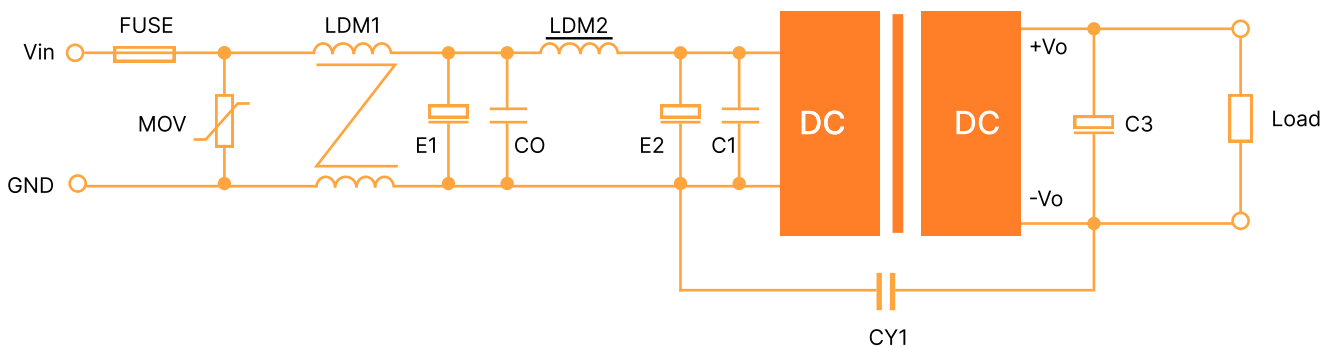 FUSE
LDM1
LDM2
Vin
+Vo
MOV
DC
DC
C3
Load
E1
CO
E2
C1
GND
-Vo
CY1